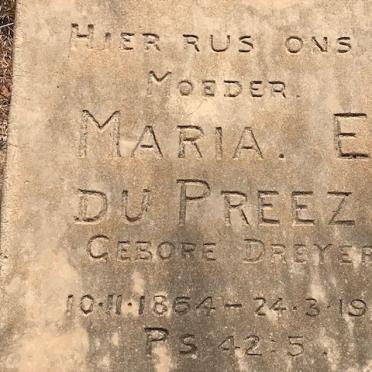 HIER RUS ONS
MOEDER.
MARIA. E
DU PREEZ
GEBORE DREYER
10·11·1864 – 24·3·19
PS 42:5.